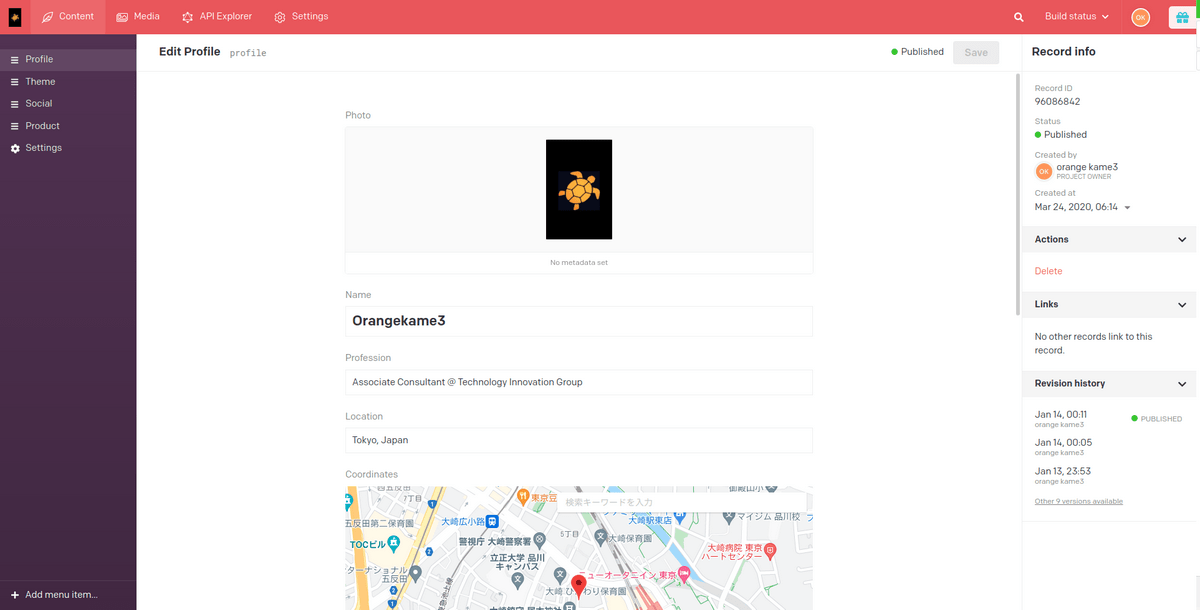 Content
Media
API Explorer
Settings
Build status
OK
Profile
Theme
Social
Product
Settings
Add menu item...
Edit Profile
profile
Published
Save
Photo
No metadata set
Name
Orangekame3
Profession
Associate Consultant @ Technology Innovation Group
Location
Tokyo, Japan
Coordinates
検索キーワードを入力
7丁目
東京豆
五反田第二保育園
大崎広小路
大崎駅東店
マイジム 品川校
TOCビル
警視庁 大崎警察署
5丁目
大崎保育園
立正大学 品川
キャンパス
大崎病院 東京
ハートセンター
ターナショナル
五反田
ニューオータニイン 東京
1
2
2
1
Record info
Record ID
96086842
Status
Published
Created by
OK
orange kame3
PROJECT OWNER
Created at
Mar 24, 2020, 06:14
Actions
Delete
Links
No other records link to this
record.
Revision history
Jan 14, 00:11
orange kame3
PUBLISHED
Jan 14, 00:05
orange kame3
Jan 13, 23:53
orange kame3
Other 9 versions available